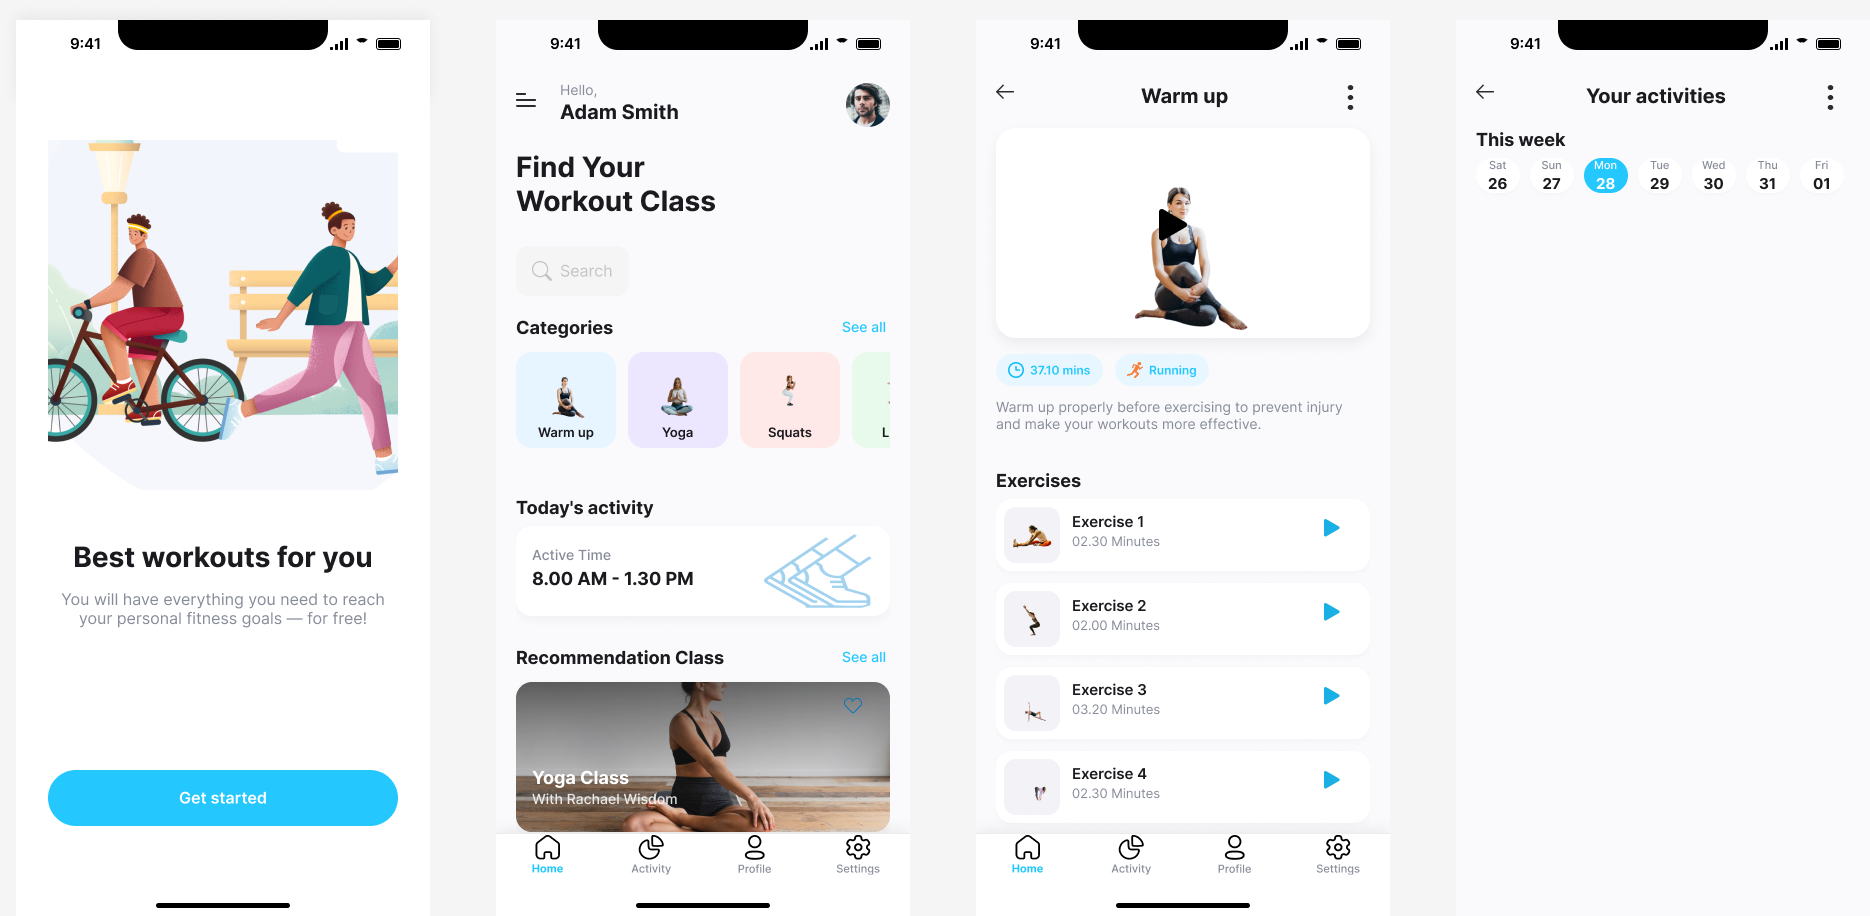 9:41
Best workouts for you
You will have everything you need to reach
your personal fitness goals — for free!
Get started
9:41
Hello,
Adam Smith
Find Your
Workout Class
Search
Categories
See all
Warm up
Yoga
Squats
L
Today's activity
Active Time
8.00 AM - 1.30 PM
Recommendation Class
See all
Yoga Class
With Rachael Wisdom
Home
Activity
Profile
Settings
9:41
Warm up
37.10 mins
Running
Warm up properly before exercising to prevent injury
and make your workouts more effective.
Exercises
Exercise 1
02.30 Minutes
Exercise 2
02.00 Minutes
Exercise 3
03.20 Minutes
Exercise 4
02.30 Minutes
Home
Activity
Profile
Settings
9:41
Your activities
This week
Sat Sun Mon Tue Wed Thu Fri
26 27 28 29 30 31 01